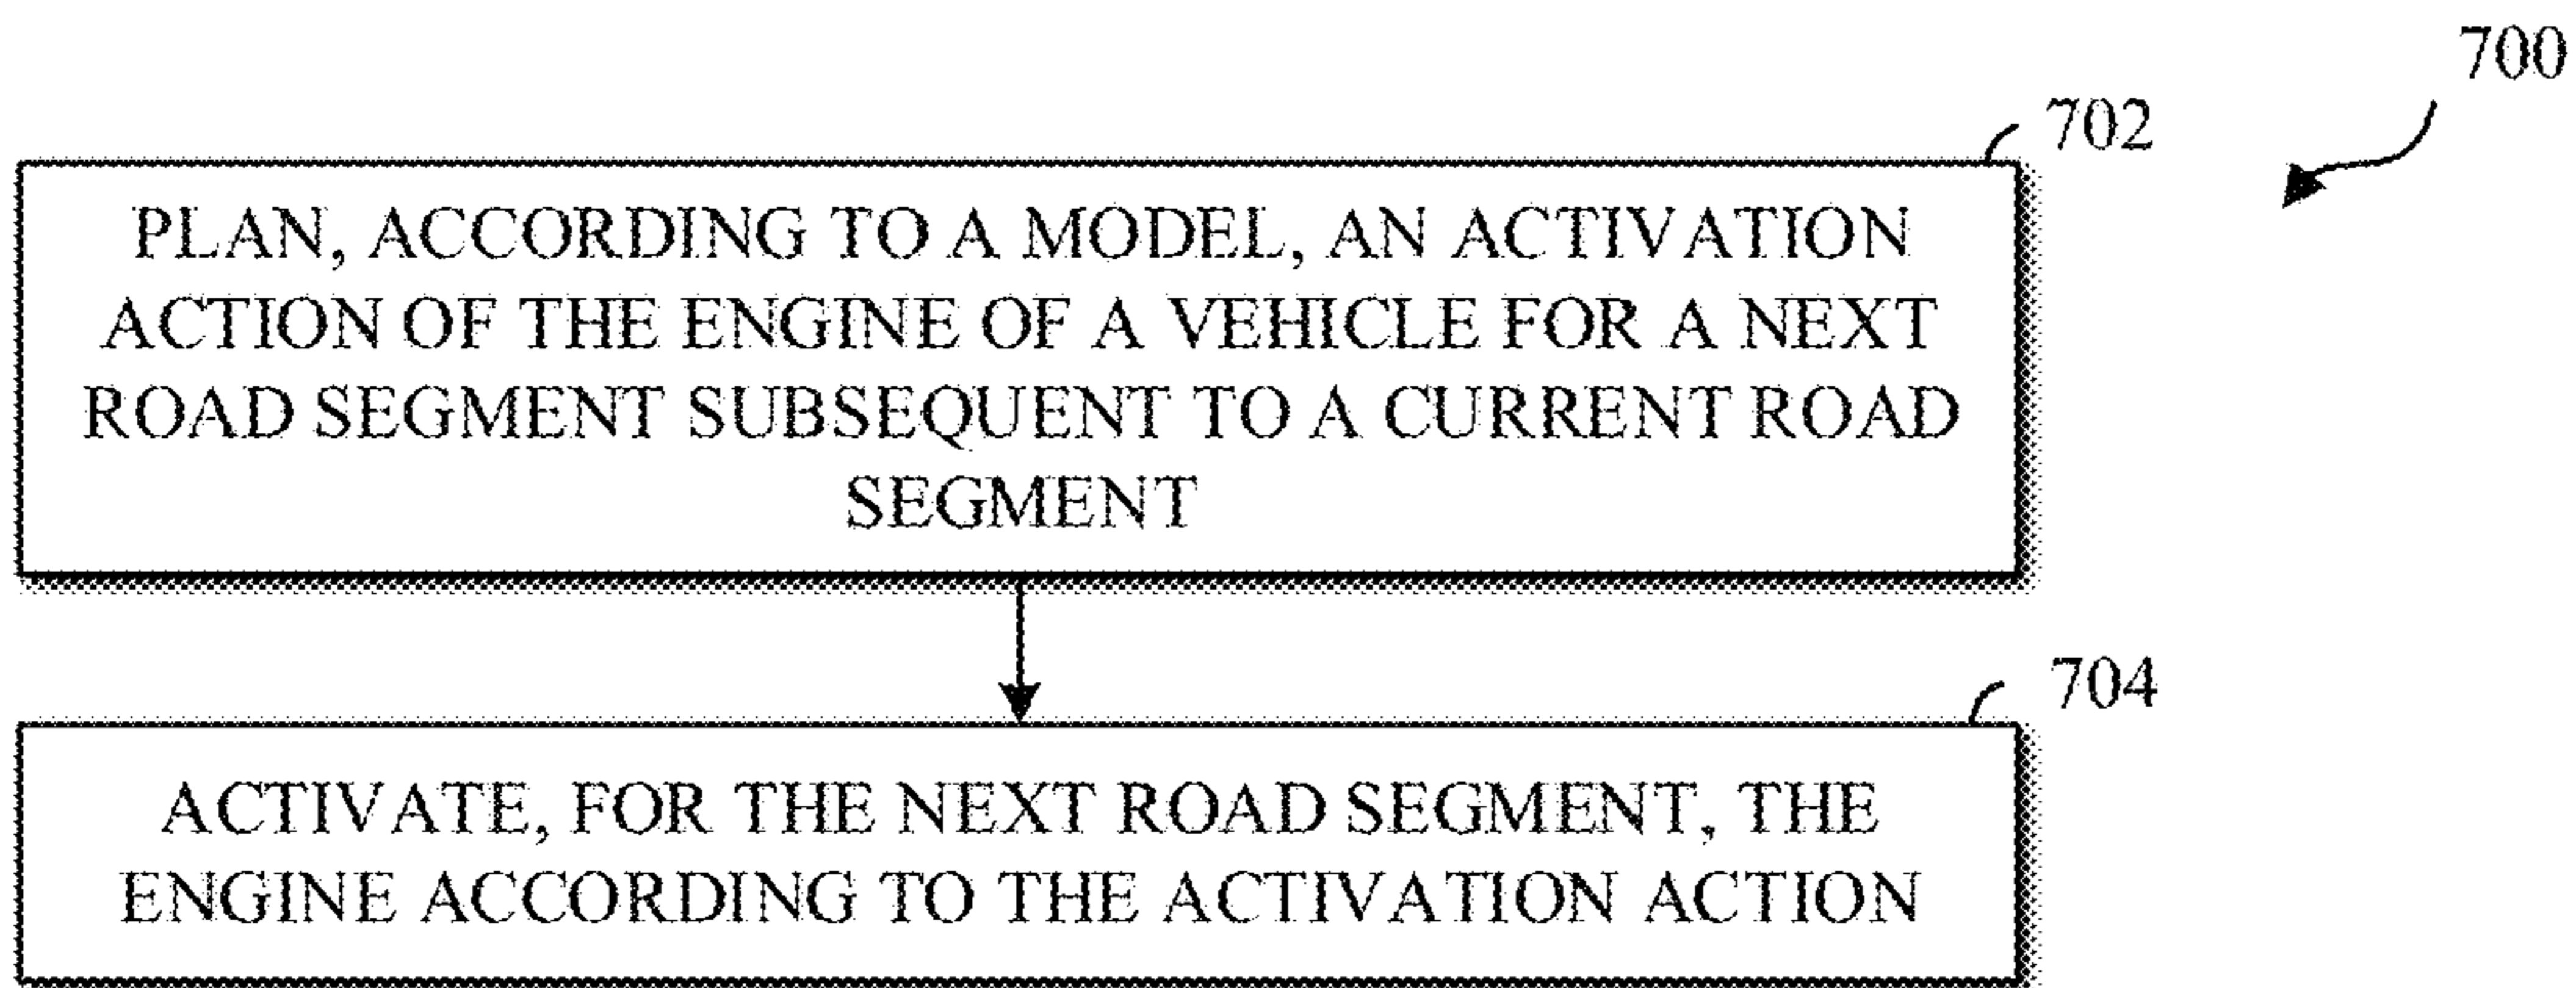 700
702
PLAN, ACCORDING TO A MODEL, AN ACTIVATION
ACTION OF THE ENGINE OF A VEHICLE FOR A NEXT
ROAD SEGMENT SUBSEQUENT TO A CURRENT ROAD
SEGMENT
704
ACTIVATE, FOR THE NEXT ROAD SEGMENT, THE
ENGINE ACCORDING TO THE ACTIVATION ACTION